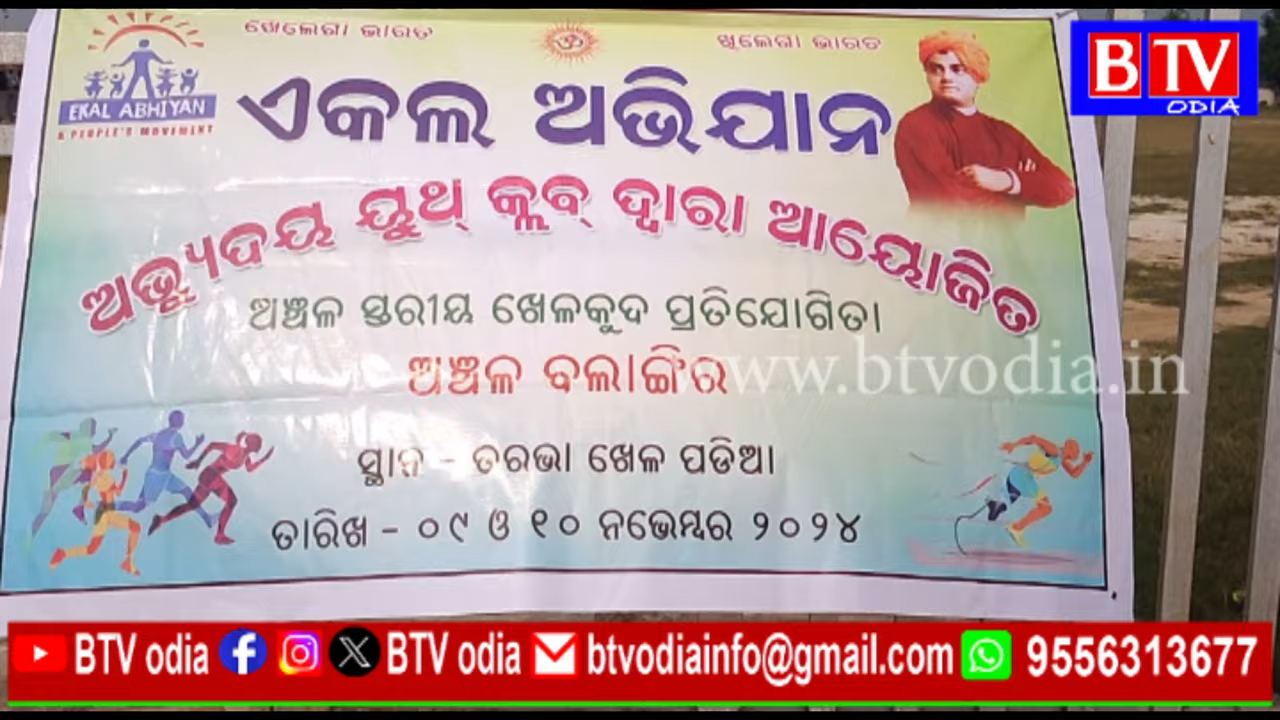 ଖେଲେଗା ଭାରତ
ଖିଲେଗା ଭାରତ
BTV
ODIA
EKAL ABHIYAN
A PEOPLE'S MOVEMENT
ଏକଲ ଅଭିଯାନ
ଅଭ୍ୟୁଦୟ ୟୁଥ୍ କ୍ଲବ୍ ଦ୍ୱାରା ଆୟୋଜିତ
ଅଞ୍ଚଳ ସ୍ତରୀୟ ଖେଳକୁଦ ପ୍ରତିଯୋଗିତା
ଅଞ୍ଚଳ ବଲାଙ୍ଗିର
www.btvodia.in
ସ୍ଥାନ - ତରଭା ଖେଳ ପଡିଆ
ତାରିଖ - ୦୯ ଓ ୧୦ ନଭେମ୍ବର ୨୦୨୪
BTV odia BTV odia btvodiainfo@gmail.com 9556313677